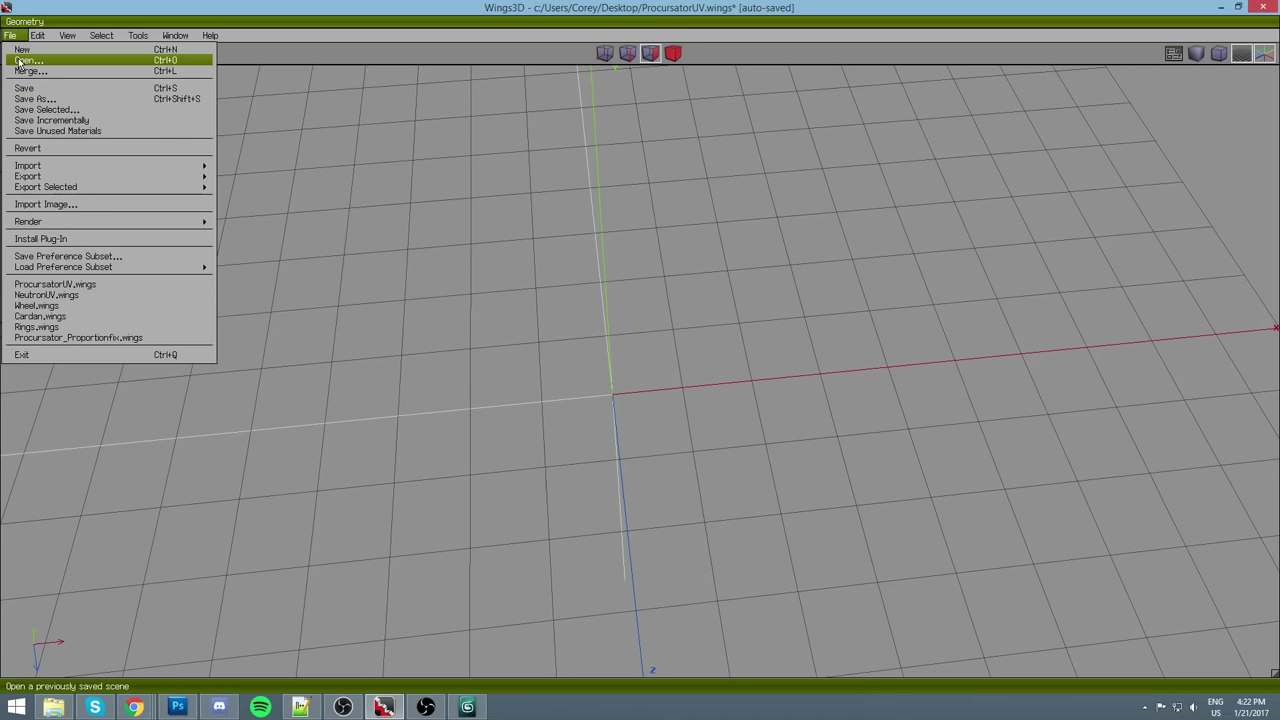 Wings3D - c:/Users/Corey/Desktop/ProcursatorUV.wings* [auto-saved]
Geometry
File Edit View Select Tools Window Help
New Ctrl+N
Open... Ctrl+O
Merge... Ctrl+L
Save Ctrl+S
Save As... Ctrl+Shift+S
Save Selected...
Save Incrementally
Save Unused Materials
Revert
Import
Export
Export Selected
Import Image...
Render
Install Plug-In
Save Preference Subset...
Load Preference Subset
ProcursatorUV.wings
NeutronUV.wings
Wheel.wings
Cardan.wings
Rings.wings
Procursator_Proportionfix.wings
Exit Ctrl+Q
x
z
Open a previously saved scene
Ps
ENG 4:22 PM
US 1/21/2017